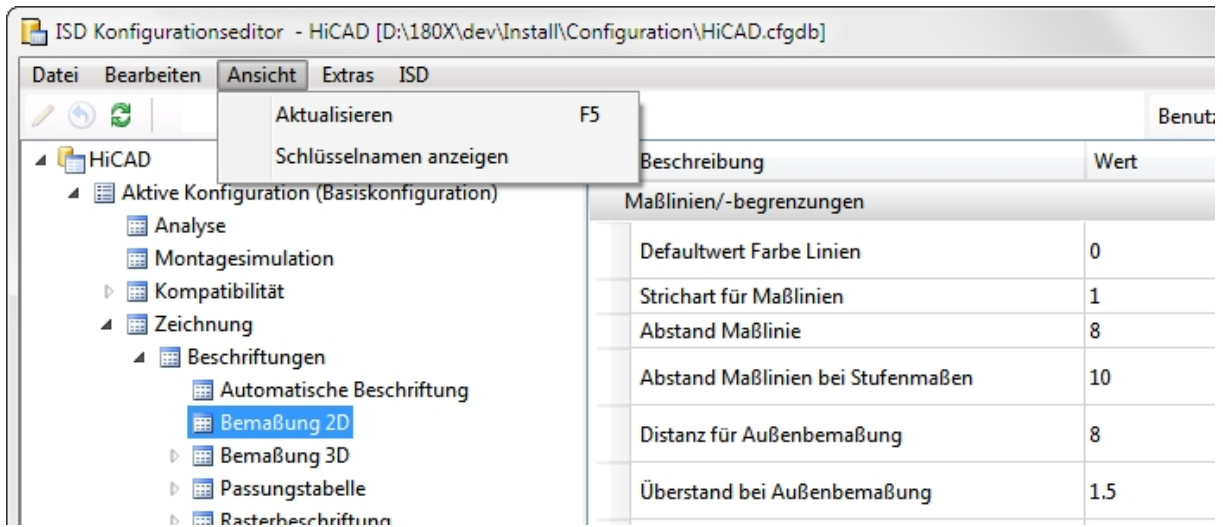 ISD Konfigurationseditor - HiCAD [D:\180X\dev\Install\Configuration\HiCAD.cfgdb]
Datei Bearbeiten Ansicht Extras ISD
Aktualisieren F5
Schlüsselnamen anzeigen
HiCAD
Aktive Konfiguration (Basiskonfiguration)
Analyse
Montagesimulation
Kompatibilität
Zeichnung
Beschriftungen
Automatische Beschriftung
Bemaßung 2D
Bemaßung 3D
Passungstabelle
Rasterbeschriftung
Benutz
Beschreibung Wert
Maßlinien/-begrenzungen
Defaultwert Farbe Linien 0
Strichart für Maßlinien 1
Abstand Maßlinie 8
Abstand Maßlinien bei Stufenmaßen 10
Distanz für Außenbemaßung 8
Überstand bei Außenbemaßung 1.5